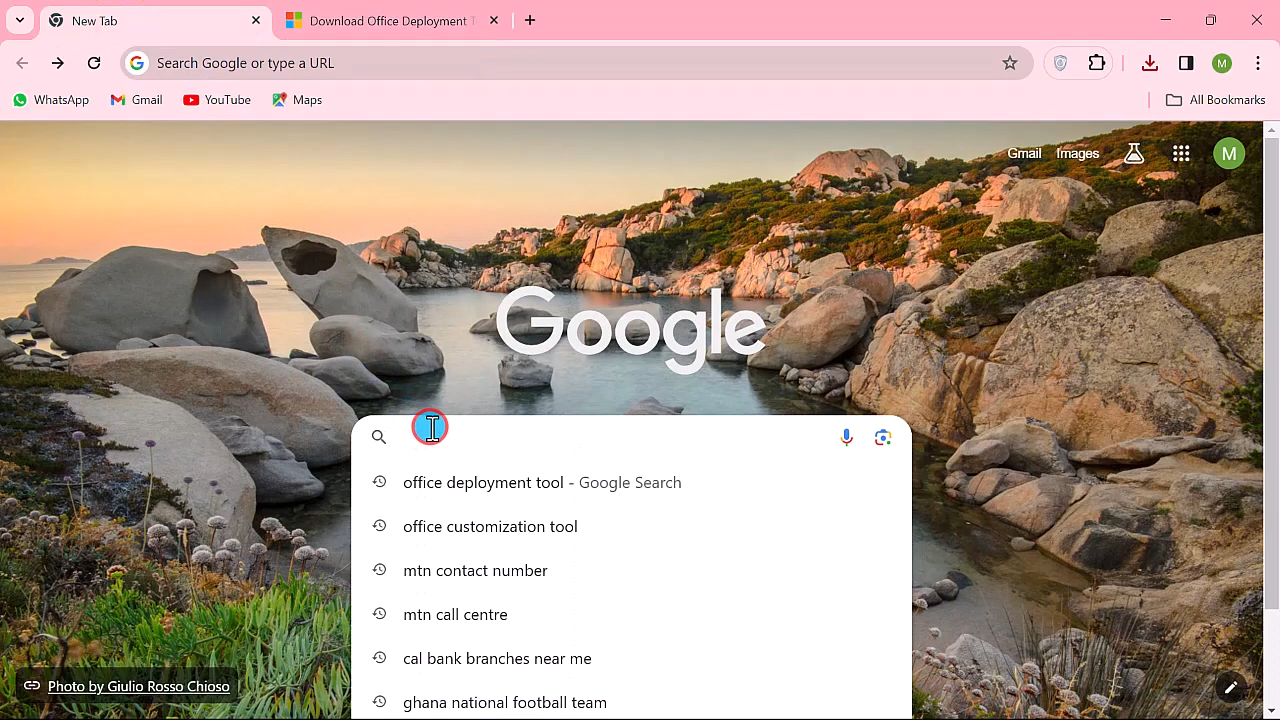 New Tab
Download Office Deployment T
Search Google or type a URL
M
WhatsApp
Gmail
YouTube
Maps
All Bookmarks
Gmail
Images
M
Google
office deployment tool - Google Search
office customization tool
mtn contact number
mtn call centre
cal bank branches near me
ghana national football team
Photo by Giulio Rosso Chioso